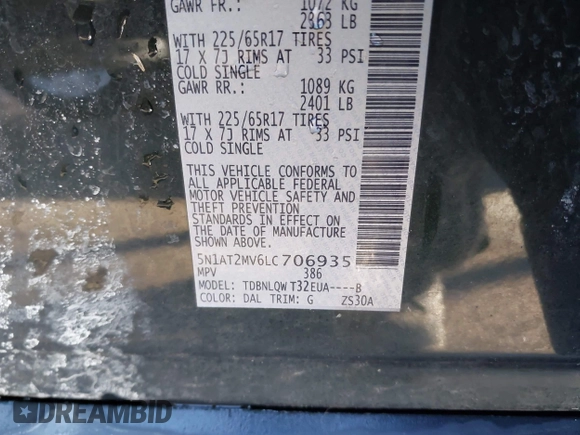 GAWR FR.: 1072 KG
2363 LB
WITH 225/65R17 TIRES
17 X 7J RIMS AT 33 PSI
COLD SINGLE
GAWR RR.: 1089 KG
2401 LB
WITH 225/65R17 TIRES
17 X 7J RIMS AT 33 PSI
COLD SINGLE
THIS VEHICLE CONFORMS TO
ALL APPLICABLE FEDERAL
MOTOR VEHICLE SAFETY AND
THEFT PREVENTION
STANDARDS IN EFFECT ON
THE DATE OF MANUFACTURE
SHOWN ABOVE.
5N1AT2MV6LC706935
MPV 386
MODEL: TDBNLQW T32EUA----B
COLOR: DAL TRIM: G ZS30A
DREAMBID